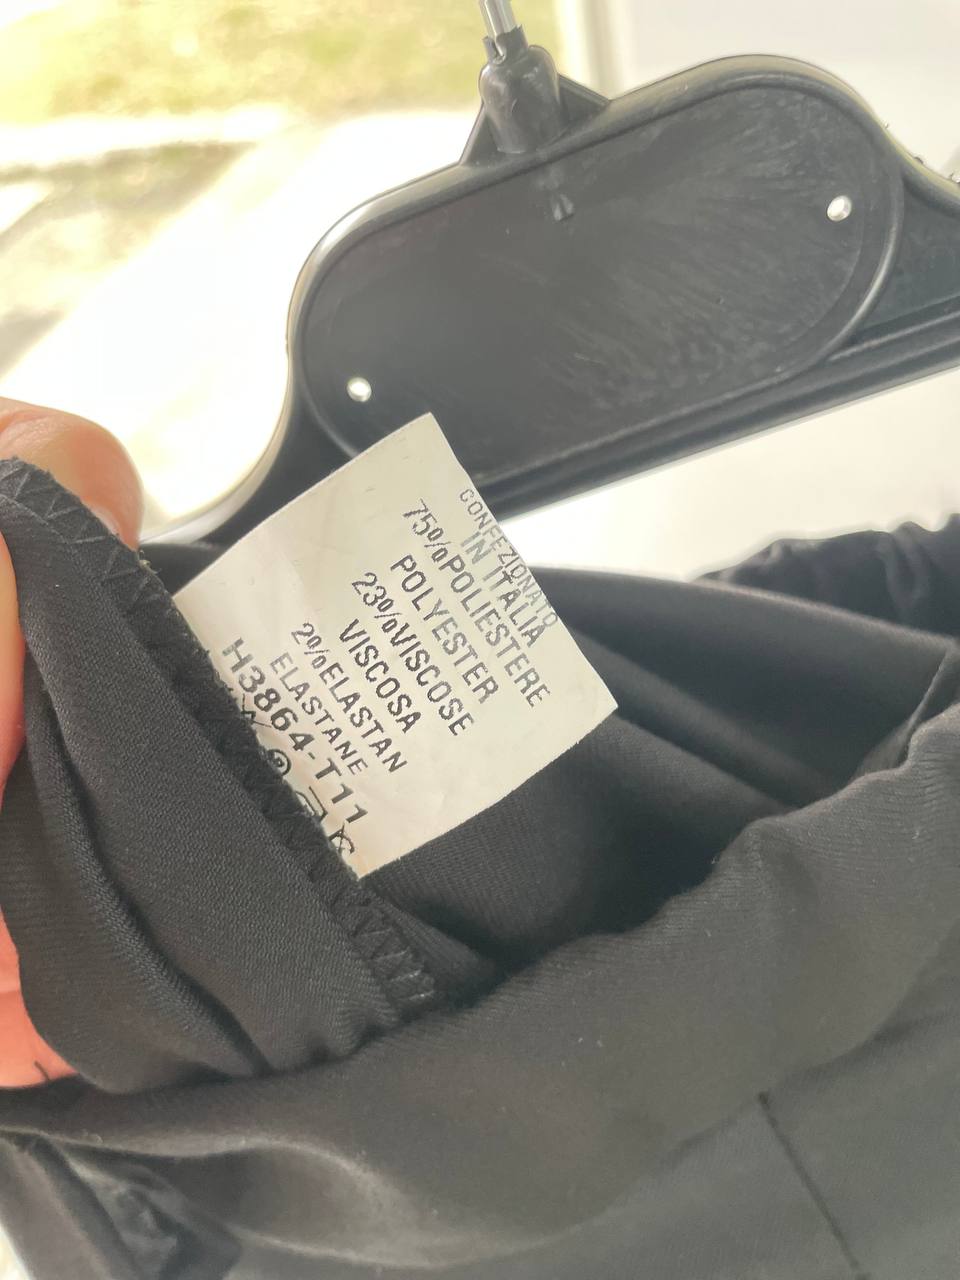 CONFEZIONATO
IN ITALIA
75%POLIESTERE
POLYESTER
23%VISCOSE
VISCOSA
2%ELASTAN
ELASTANE
H3864-T11